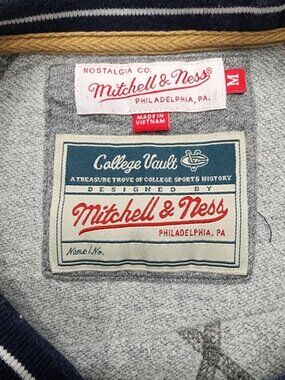 NOSTALGIA CO.
Mitchell & Ness®
PHILADELPHIA, PA.
M
MADE IN
VIETNAM
College Vault
A TREASURE TROVE OF COLLEGE SPORTS HISTORY
DESIGNED BY
Mitchell & Ness
PHILADELPHIA, PA
Name/No.